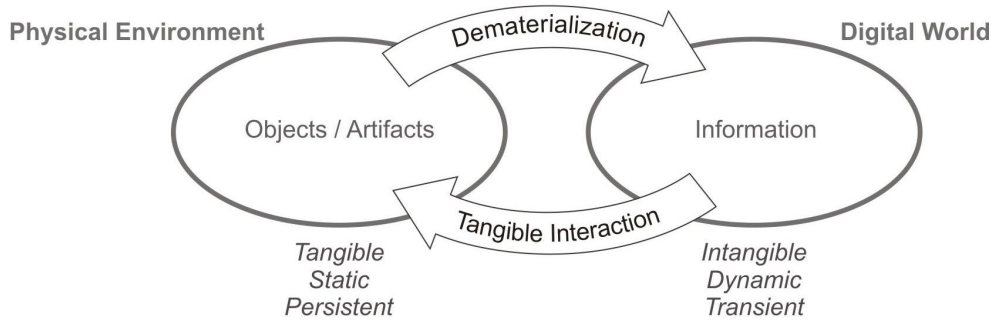 Physical Environment
Dematerialization
Digital World
Objects / Artifacts
Information
Tangible Interaction
Tangible
Static
Persistent
Intangible
Dynamic
Transient